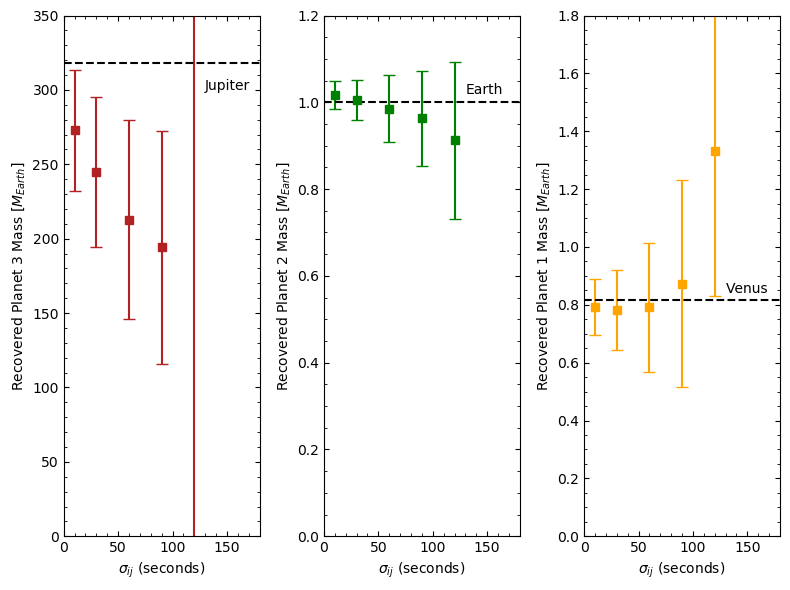 Recovered Planet 3 Mass [M_{Earth}]
350
300
250
200
150
100
50
0
Jupiter
0 50 100 150
σ_{ij} (seconds)
Recovered Planet 2 Mass [M_{Earth}]
1.2
1.0
0.8
0.6
0.4
0.2
0.0
Earth
0 50 100 150
σ_{ij} (seconds)
Recovered Planet 1 Mass [M_{Earth}]
1.8
1.6
1.4
1.2
1.0
0.8
0.6
0.4
0.2
0.0
Venus
0 50 100 150
σ_{ij} (seconds)